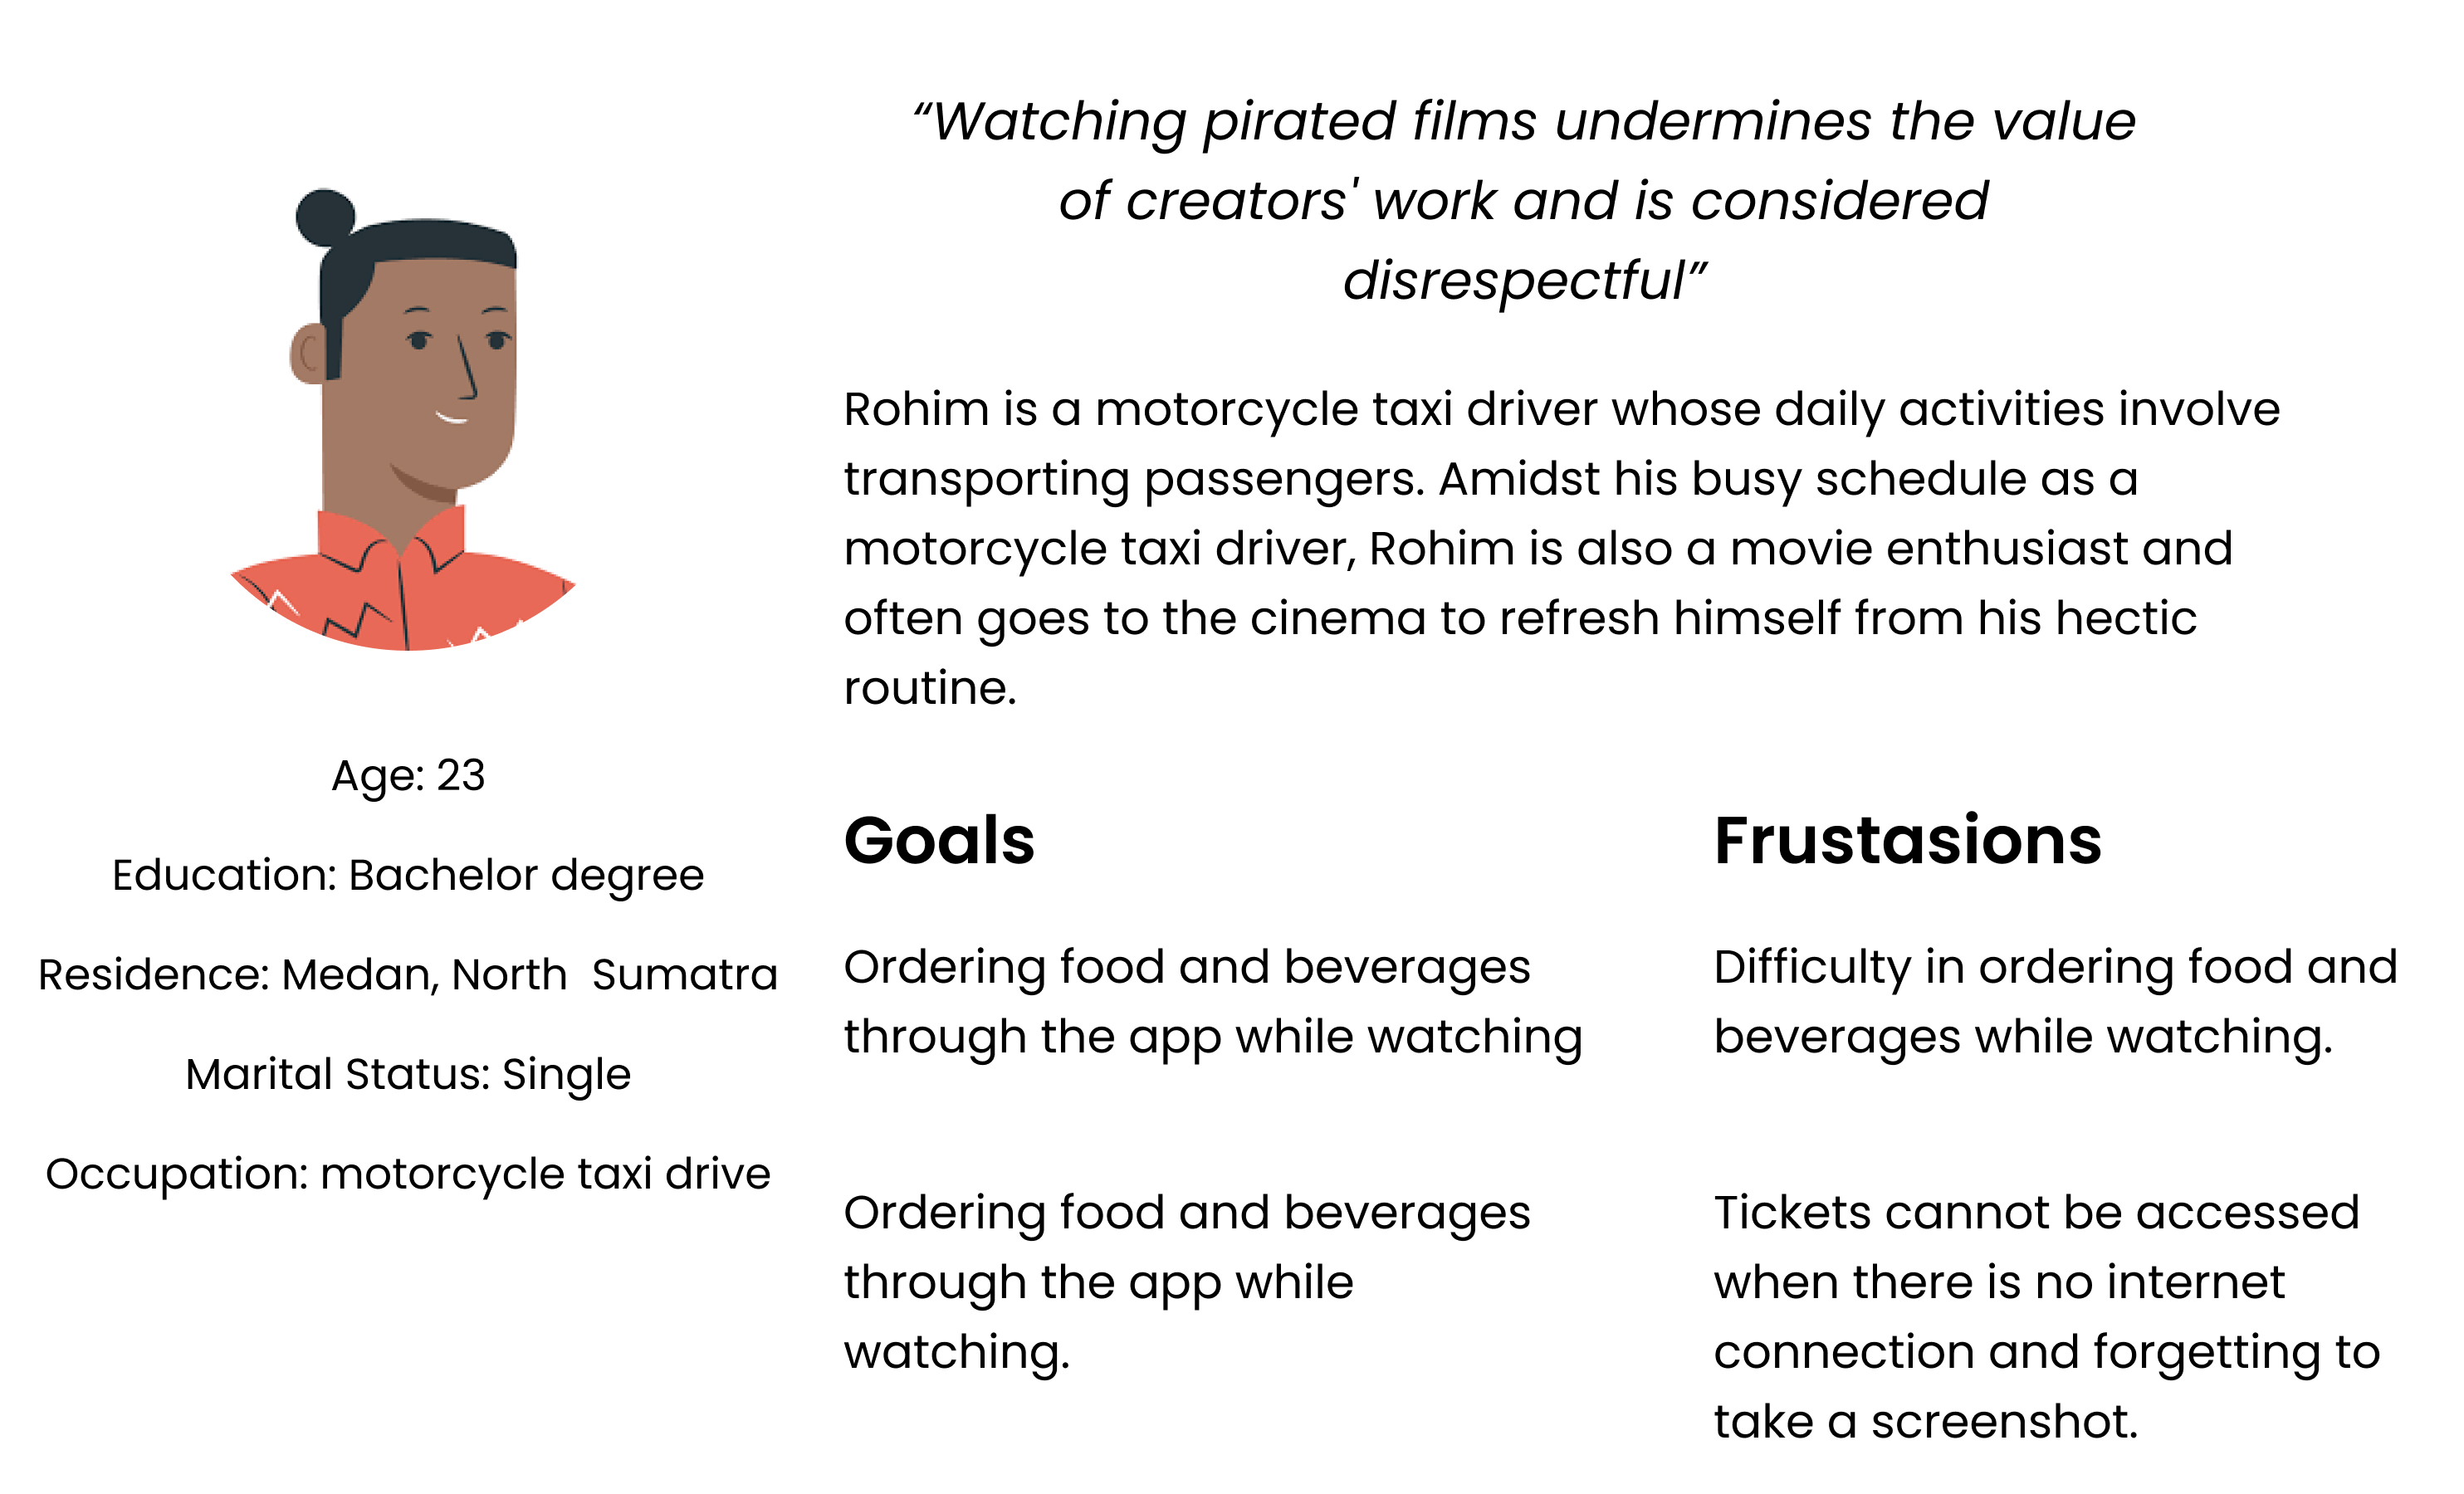 “Watching pirated films undermines the value
of creators' work and is considered
disrespectful”
Rohim is a motorcycle taxi driver whose daily activities involve
transporting passengers. Amidst his busy schedule as a
motorcycle taxi driver, Rohim is also a movie enthusiast and
often goes to the cinema to refresh himself from his hectic
routine.
Age: 23
Education: Bachelor degree
Residence: Medan, North  Sumatra
Marital Status: Single
Occupation: motorcycle taxi drive
Goals
Ordering food and beverages
through the app while watching
Ordering food and beverages
through the app while
watching.
Frustasions
Difficulty in ordering food and
beverages while watching.
Tickets cannot be accessed
when there is no internet
connection and forgetting to
take a screenshot.